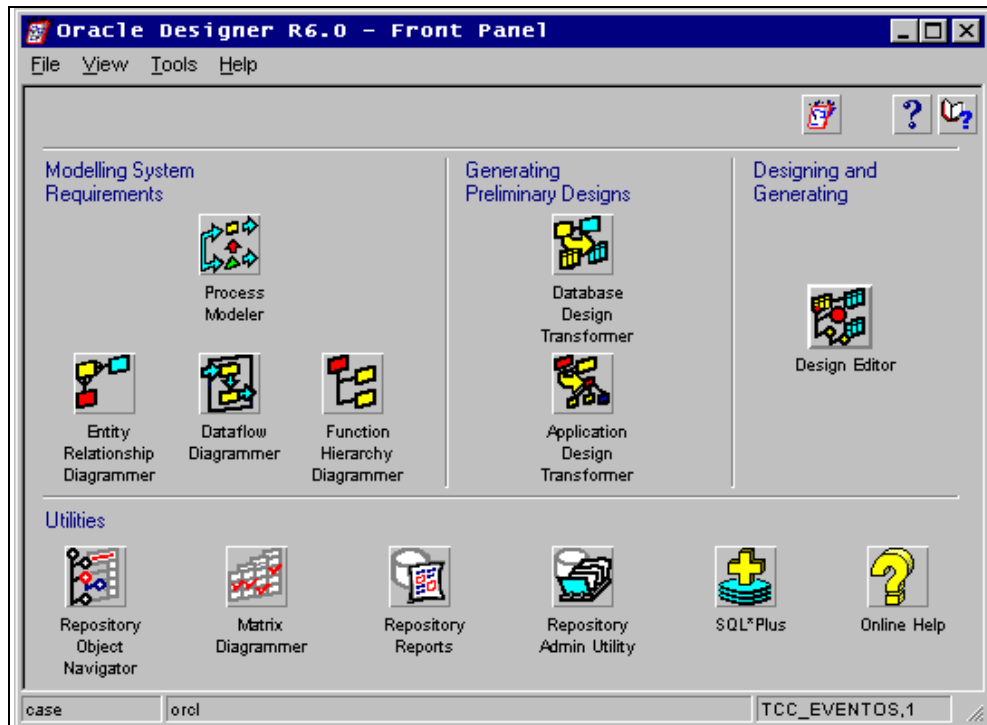 Oracle Designer R6.0 - Front Panel
File View Tools Help
Modelling System
Requirements
Generating
Preliminary Designs
Designing and
Generating
Process
Modeler
Database
Design
Transformer
Design Editor
Entity
Relationship
Diagrammer
Dataflow
Diagrammer
Function
Hierarchy
Diagrammer
Application
Design
Transformer
Utilities
Repository
Object
Navigator
Matrix
Diagrammer
Repository
Reports
Repository
Admin Utility
SQL*Plus
Online Help
case
orcl
TCC_EVENTOS,1